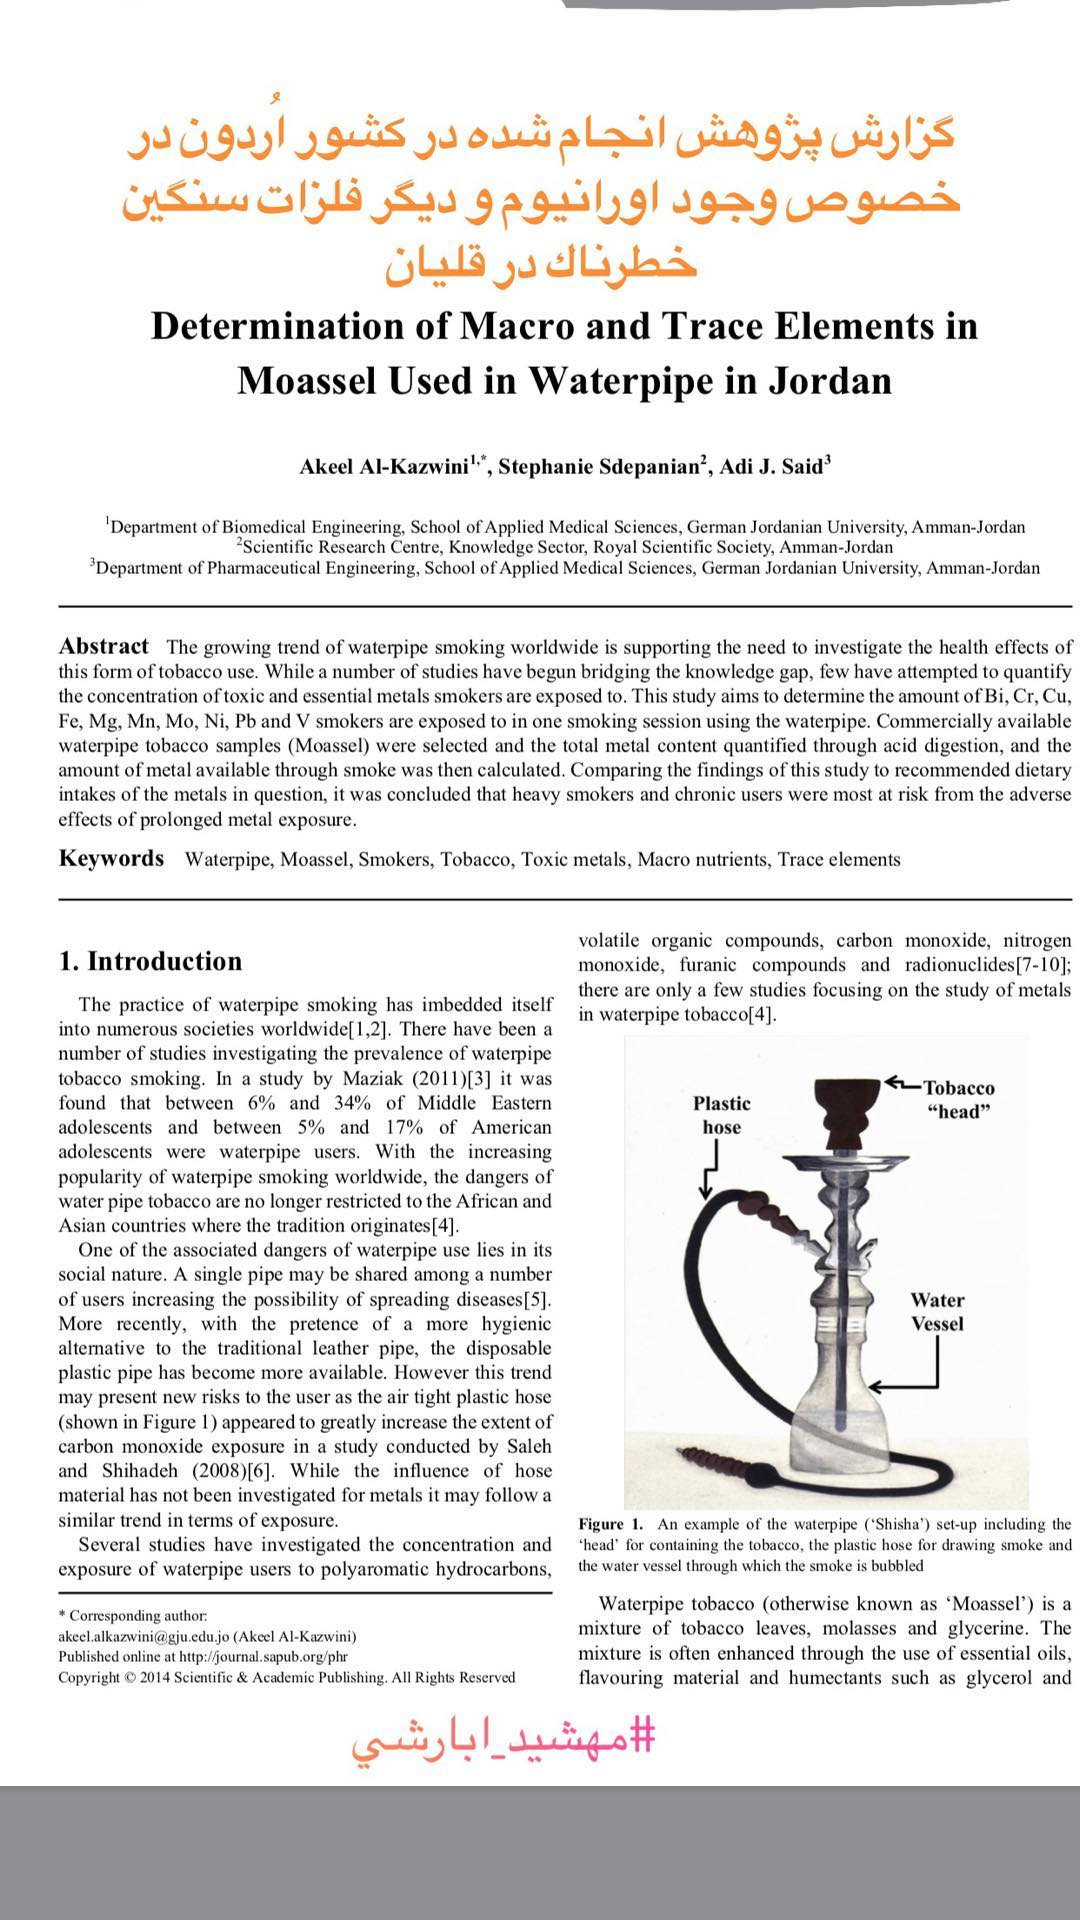 گزارش پژوهش انجام شده در کشور اُردون در
خصوص وجود اورانیوم و دیگر فلزات سنگین
خطرناك در قلیان
Determination of Macro and Trace Elements in
Moassel Used in Waterpipe in Jordan
Akeel Al-Kazwini1,*, Stephanie Sdepanian2, Adi J. Said3
1Department of Biomedical Engineering, School of Applied Medical Sciences, German Jordanian University, Amman-Jordan
2Scientific Research Centre, Knowledge Sector, Royal Scientific Society, Amman-Jordan
3Department of Pharmaceutical Engineering, School of Applied Medical Sciences, German Jordanian University, Amman-Jordan
Abstract The growing trend of waterpipe smoking worldwide is supporting the need to investigate the health effects of
this form of tobacco use. While a number of studies have begun bridging the knowledge gap, few have attempted to quantify
the concentration of toxic and essential metals smokers are exposed to. This study aims to determine the amount of Bi, Cr, Cu,
Fe, Mg, Mn, Mo, Ni, Pb and V smokers are exposed to in one smoking session using the waterpipe. Commercially available
waterpipe tobacco samples (Moassel) were selected and the total metal content quantified through acid digestion, and the
amount of metal available through smoke was then calculated. Comparing the findings of this study to recommended dietary
intakes of the metals in question, it was concluded that heavy smokers and chronic users were most at risk from the adverse
effects of prolonged metal exposure.
Keywords Waterpipe, Moassel, Smokers, Tobacco, Toxic metals, Macro nutrients, Trace elements
1. Introduction
The practice of waterpipe smoking has imbedded itself
into numerous societies worldwide[1,2]. There have been a
number of studies investigating the prevalence of waterpipe
tobacco smoking. In a study by Maziak (2011)[3] it was
found that between 6% and 34% of Middle Eastern
adolescents and between 5% and 17% of American
adolescents were waterpipe users. With the increasing
popularity of waterpipe smoking worldwide, the dangers of
water pipe tobacco are no longer restricted to the African and
Asian countries where the tradition originates[4].
One of the associated dangers of waterpipe use lies in its
social nature. A single pipe may be shared among a number
of users increasing the possibility of spreading diseases[5].
More recently, with the pretence of a more hygienic
alternative to the traditional leather pipe, the disposable
plastic pipe has become more available. However this trend
may present new risks to the user as the air tight plastic hose
(shown in Figure 1) appeared to greatly increase the extent of
carbon monoxide exposure in a study conducted by Saleh
and Shihadeh (2008)[6]. While the influence of hose
material has not been investigated for metals it may follow a
similar trend in terms of exposure.
Several studies have investigated the concentration and
exposure of waterpipe users to polyaromatic hydrocarbons,
* Corresponding author:
akeel.alkazwini@gju.edu.jo (Akeel Al-Kazwini)
Published online at http://journal.sapub.org/phr
Copyright © 2014 Scientific & Academic Publishing. All Rights Reserved
volatile organic compounds, carbon monoxide, nitrogen
monoxide, furanic compounds and radionuclides[7-10];
there are only a few studies focusing on the study of metals
in waterpipe tobacco[4].
Tobacco
“head”
Plastic
hose
Water
Vessel
Figure 1. An example of the waterpipe (‘Shisha’) set-up including the
‘head’ for containing the tobacco, the plastic hose for drawing smoke and
the water vessel through which the smoke is bubbled
Waterpipe tobacco (otherwise known as ‘Moassel’) is a
mixture of tobacco leaves, molasses and glycerine. The
mixture is often enhanced through the use of essential oils,
flavouring material and humectants such as glycerol and
#مهشید_ابارشي